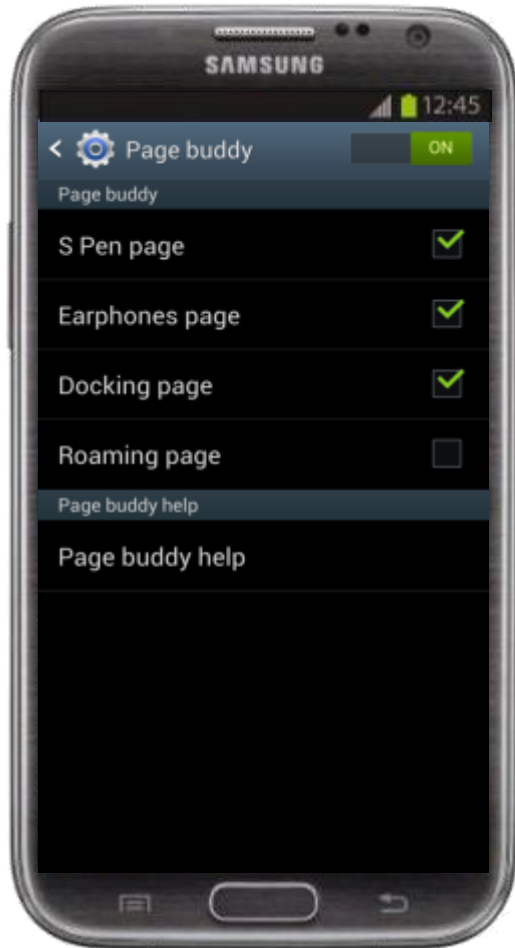 SAMSUNG
12:45
Page buddy ON
Page buddy
S Pen page
Earphones page
Docking page
Roaming page
Page buddy help
Page buddy help